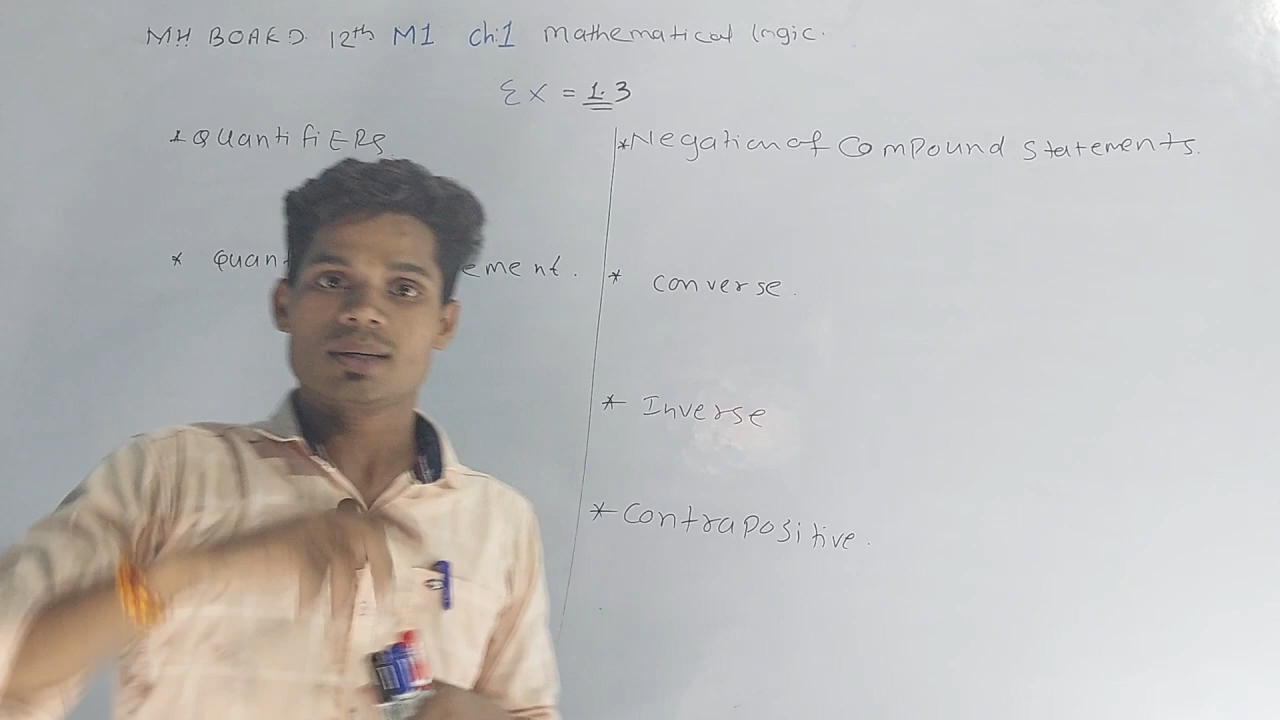 MH BOARD 12th M1 Ch:1 Mathematical logic.
Ex = 1.3
* QuantifiERS
* Quant ement.
* Negation of Compound statements.
* converse.
* Inverse
* Contrapositive.